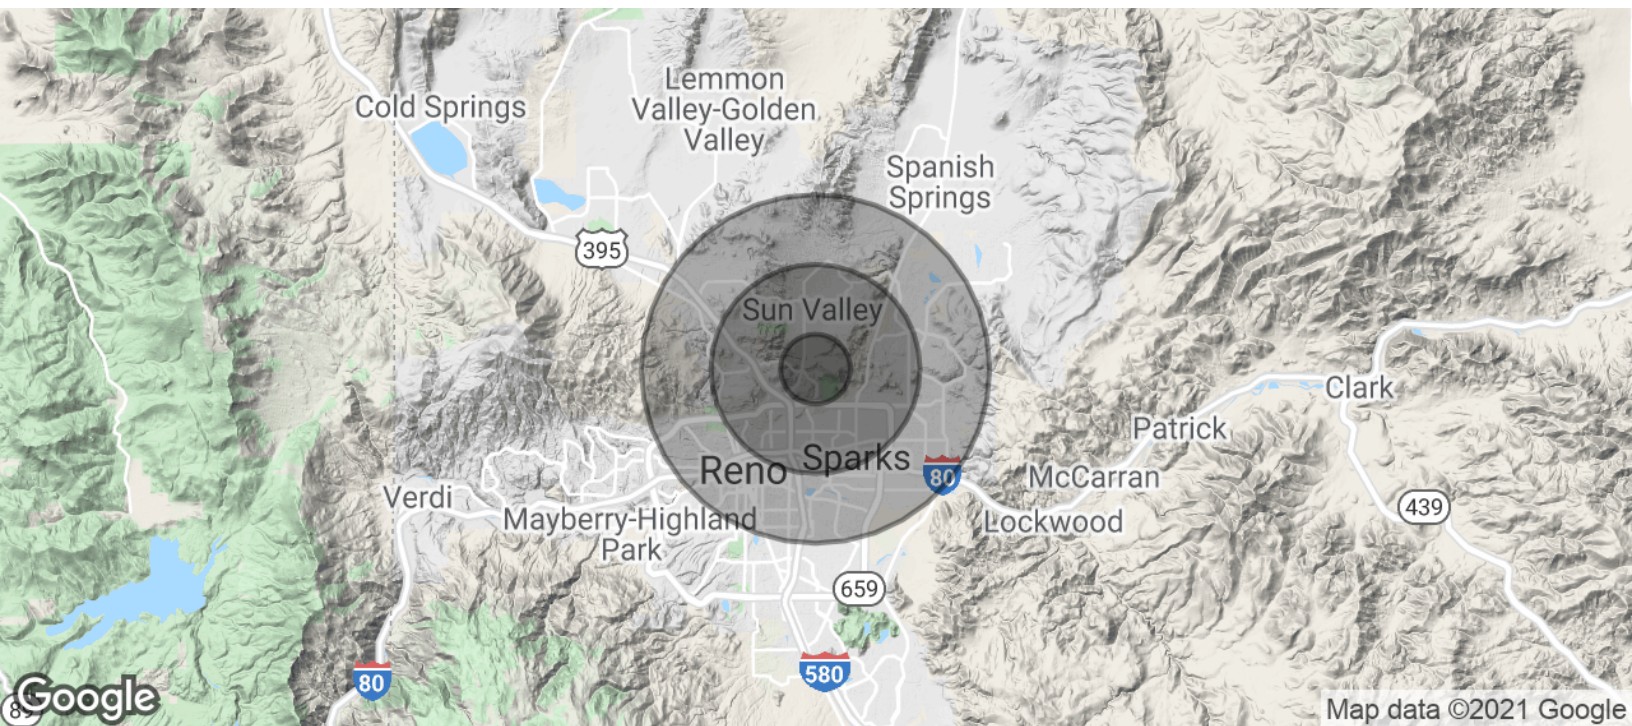 Lemmon
Valley-Golden
Valley
Cold Springs
Spanish
Springs
395
Sun Valley
Clark
Patrick
Reno
Sparks
80
McCarran
Verdi
439
Mayberry-Highland
Park
Lockwood
659
580
80
Google
Map data ©2021 Google